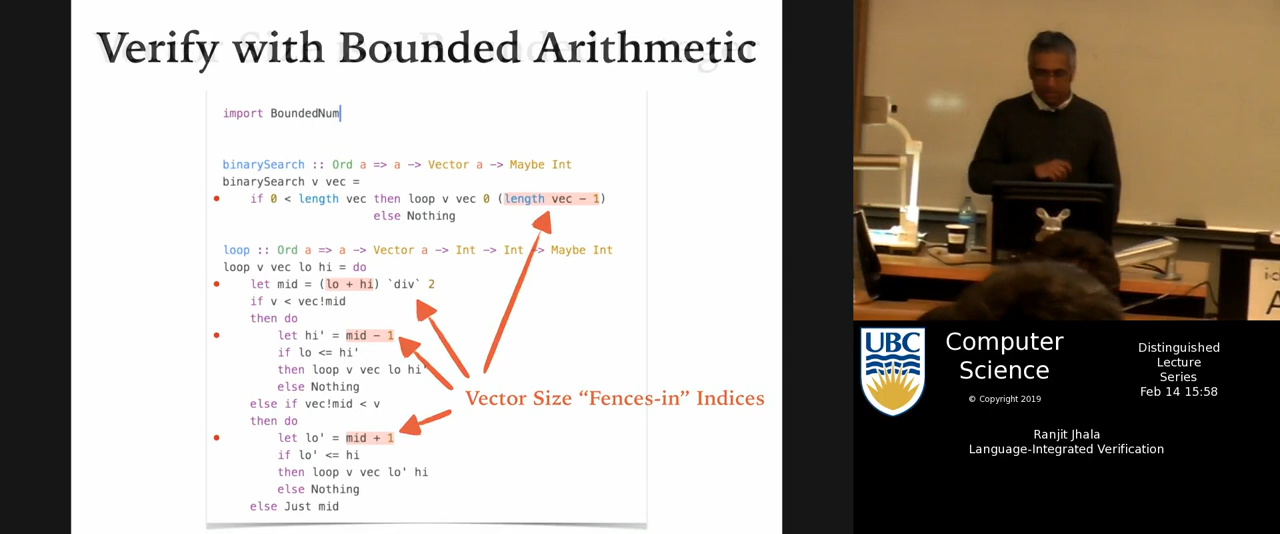 Verify with Bounded Arithmetic
import BoundedNum
binarySearch :: Ord a => a -> Vector a -> Maybe Int
binarySearch v vec =
if 0 < length vec then loop v vec 0 (length vec - 1)
else Nothing
loop :: Ord a => a -> Vector a -> Int -> Int -> Maybe Int
loop v vec lo hi = do
let mid = (lo + hi) `div` 2
if v < vec!mid
then do
let hi' = mid - 1
if lo <= hi'
then loop v vec lo hi'
else Nothing
else if vec!mid < v
then do
let lo' = mid + 1
if lo' <= hi
then loop v vec lo' hi
else Nothing
else Just mid
Vector Size “Fences-in” Indices
UBC
Computer
Science
© Copyright 2019
Distinguished
Lecture
Series
Feb 14 15:58
Ranjit Jhala
Language-Integrated Verification